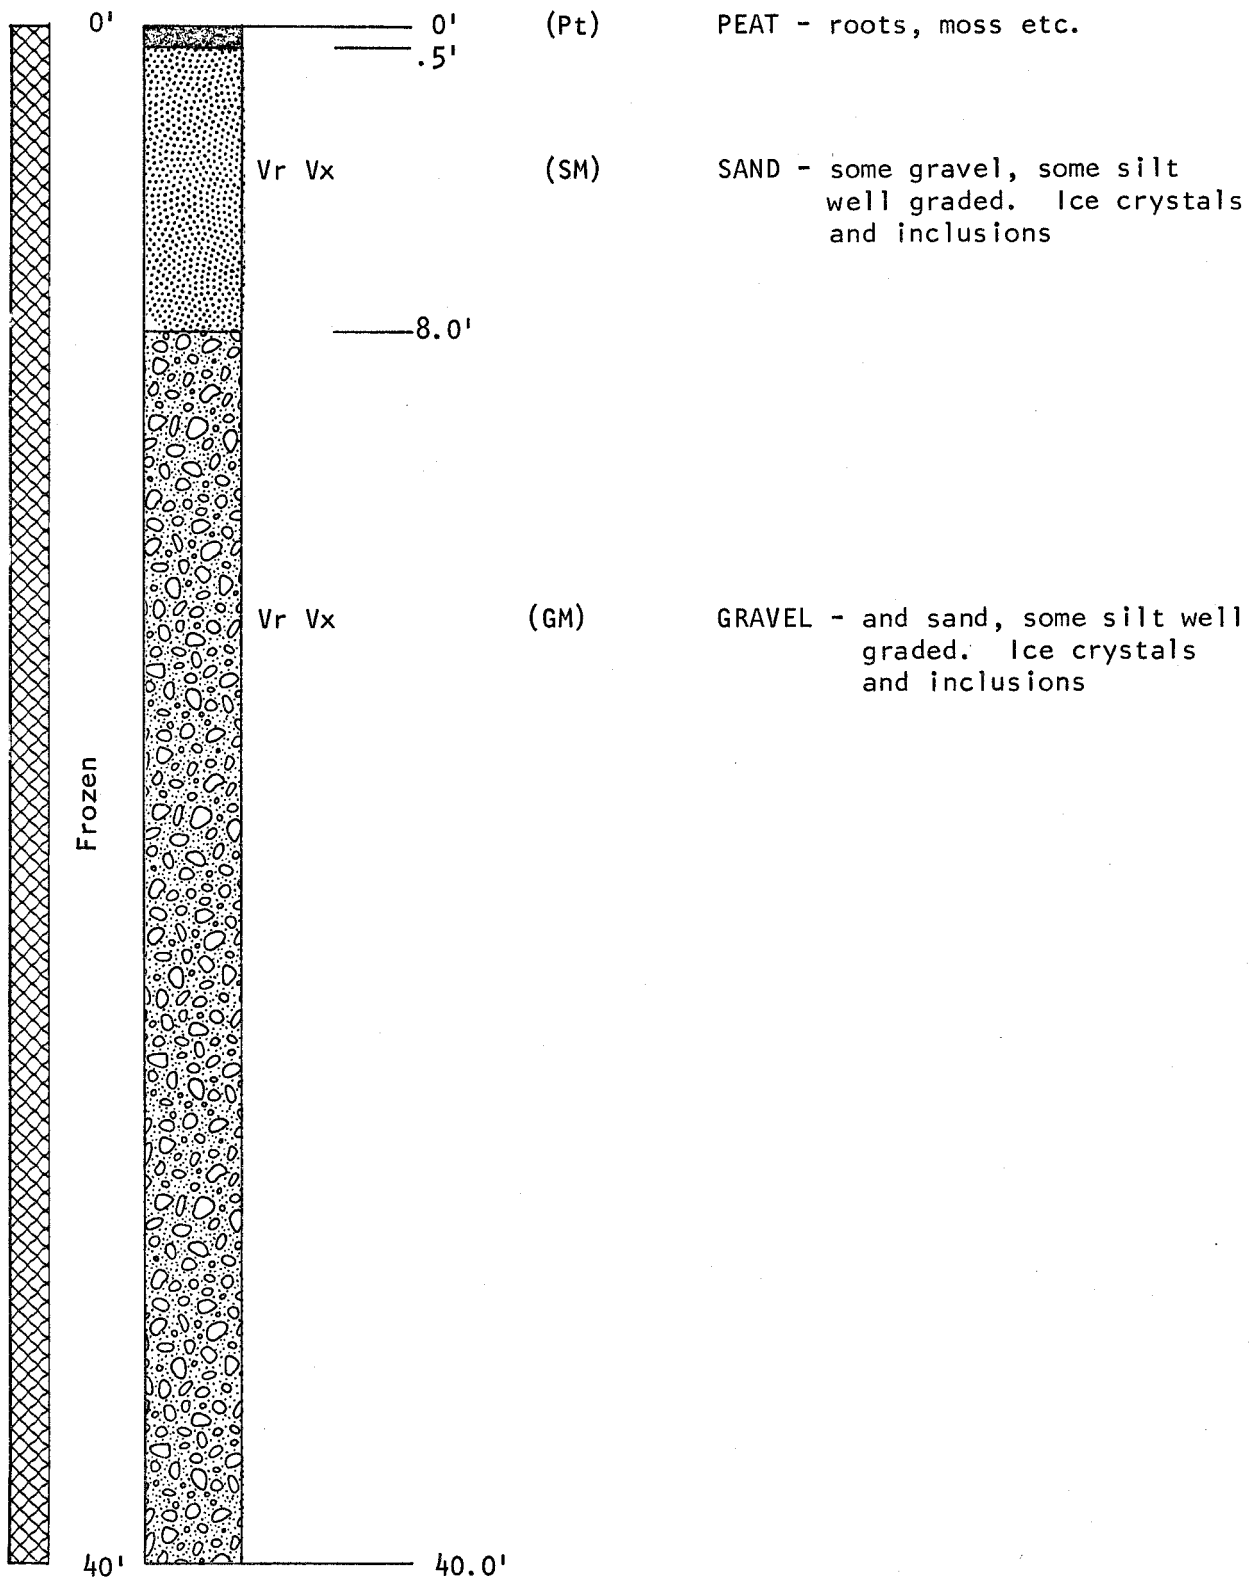 0' 0' (Pt) PEAT - roots, moss etc.
.5'
Vr Vx (SM) SAND - some gravel, some silt
well graded. Ice crystals
and inclusions
8.0'
Vr Vx (GM) GRAVEL - and sand, some silt well
graded. Ice crystals
and inclusions
Frozen
40' 40.0'